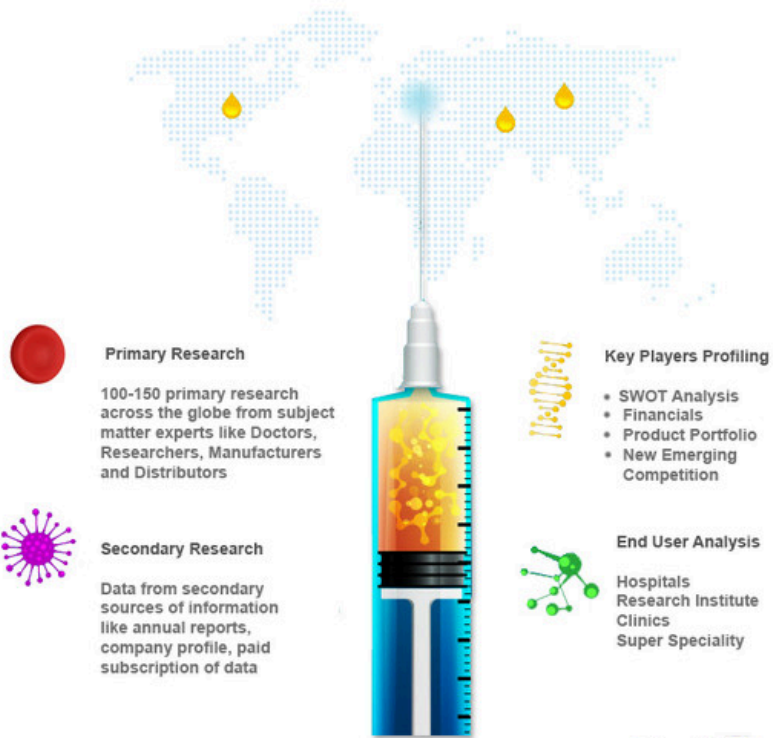 Primary Research
100-150 primary research
across the globe from subject
matter experts like Doctors,
Researchers, Manufacturers
and Distributors
Secondary Research
Data from secondary
sources of information
like annual reports,
company profile, paid
subscription of data
Key Players Profiling
• SWOT Analysis
• Financials
• Product Portfolio
• New Emerging
Competition
End User Analysis
Hospitals
Research Institute
Clinics
Super Speciality